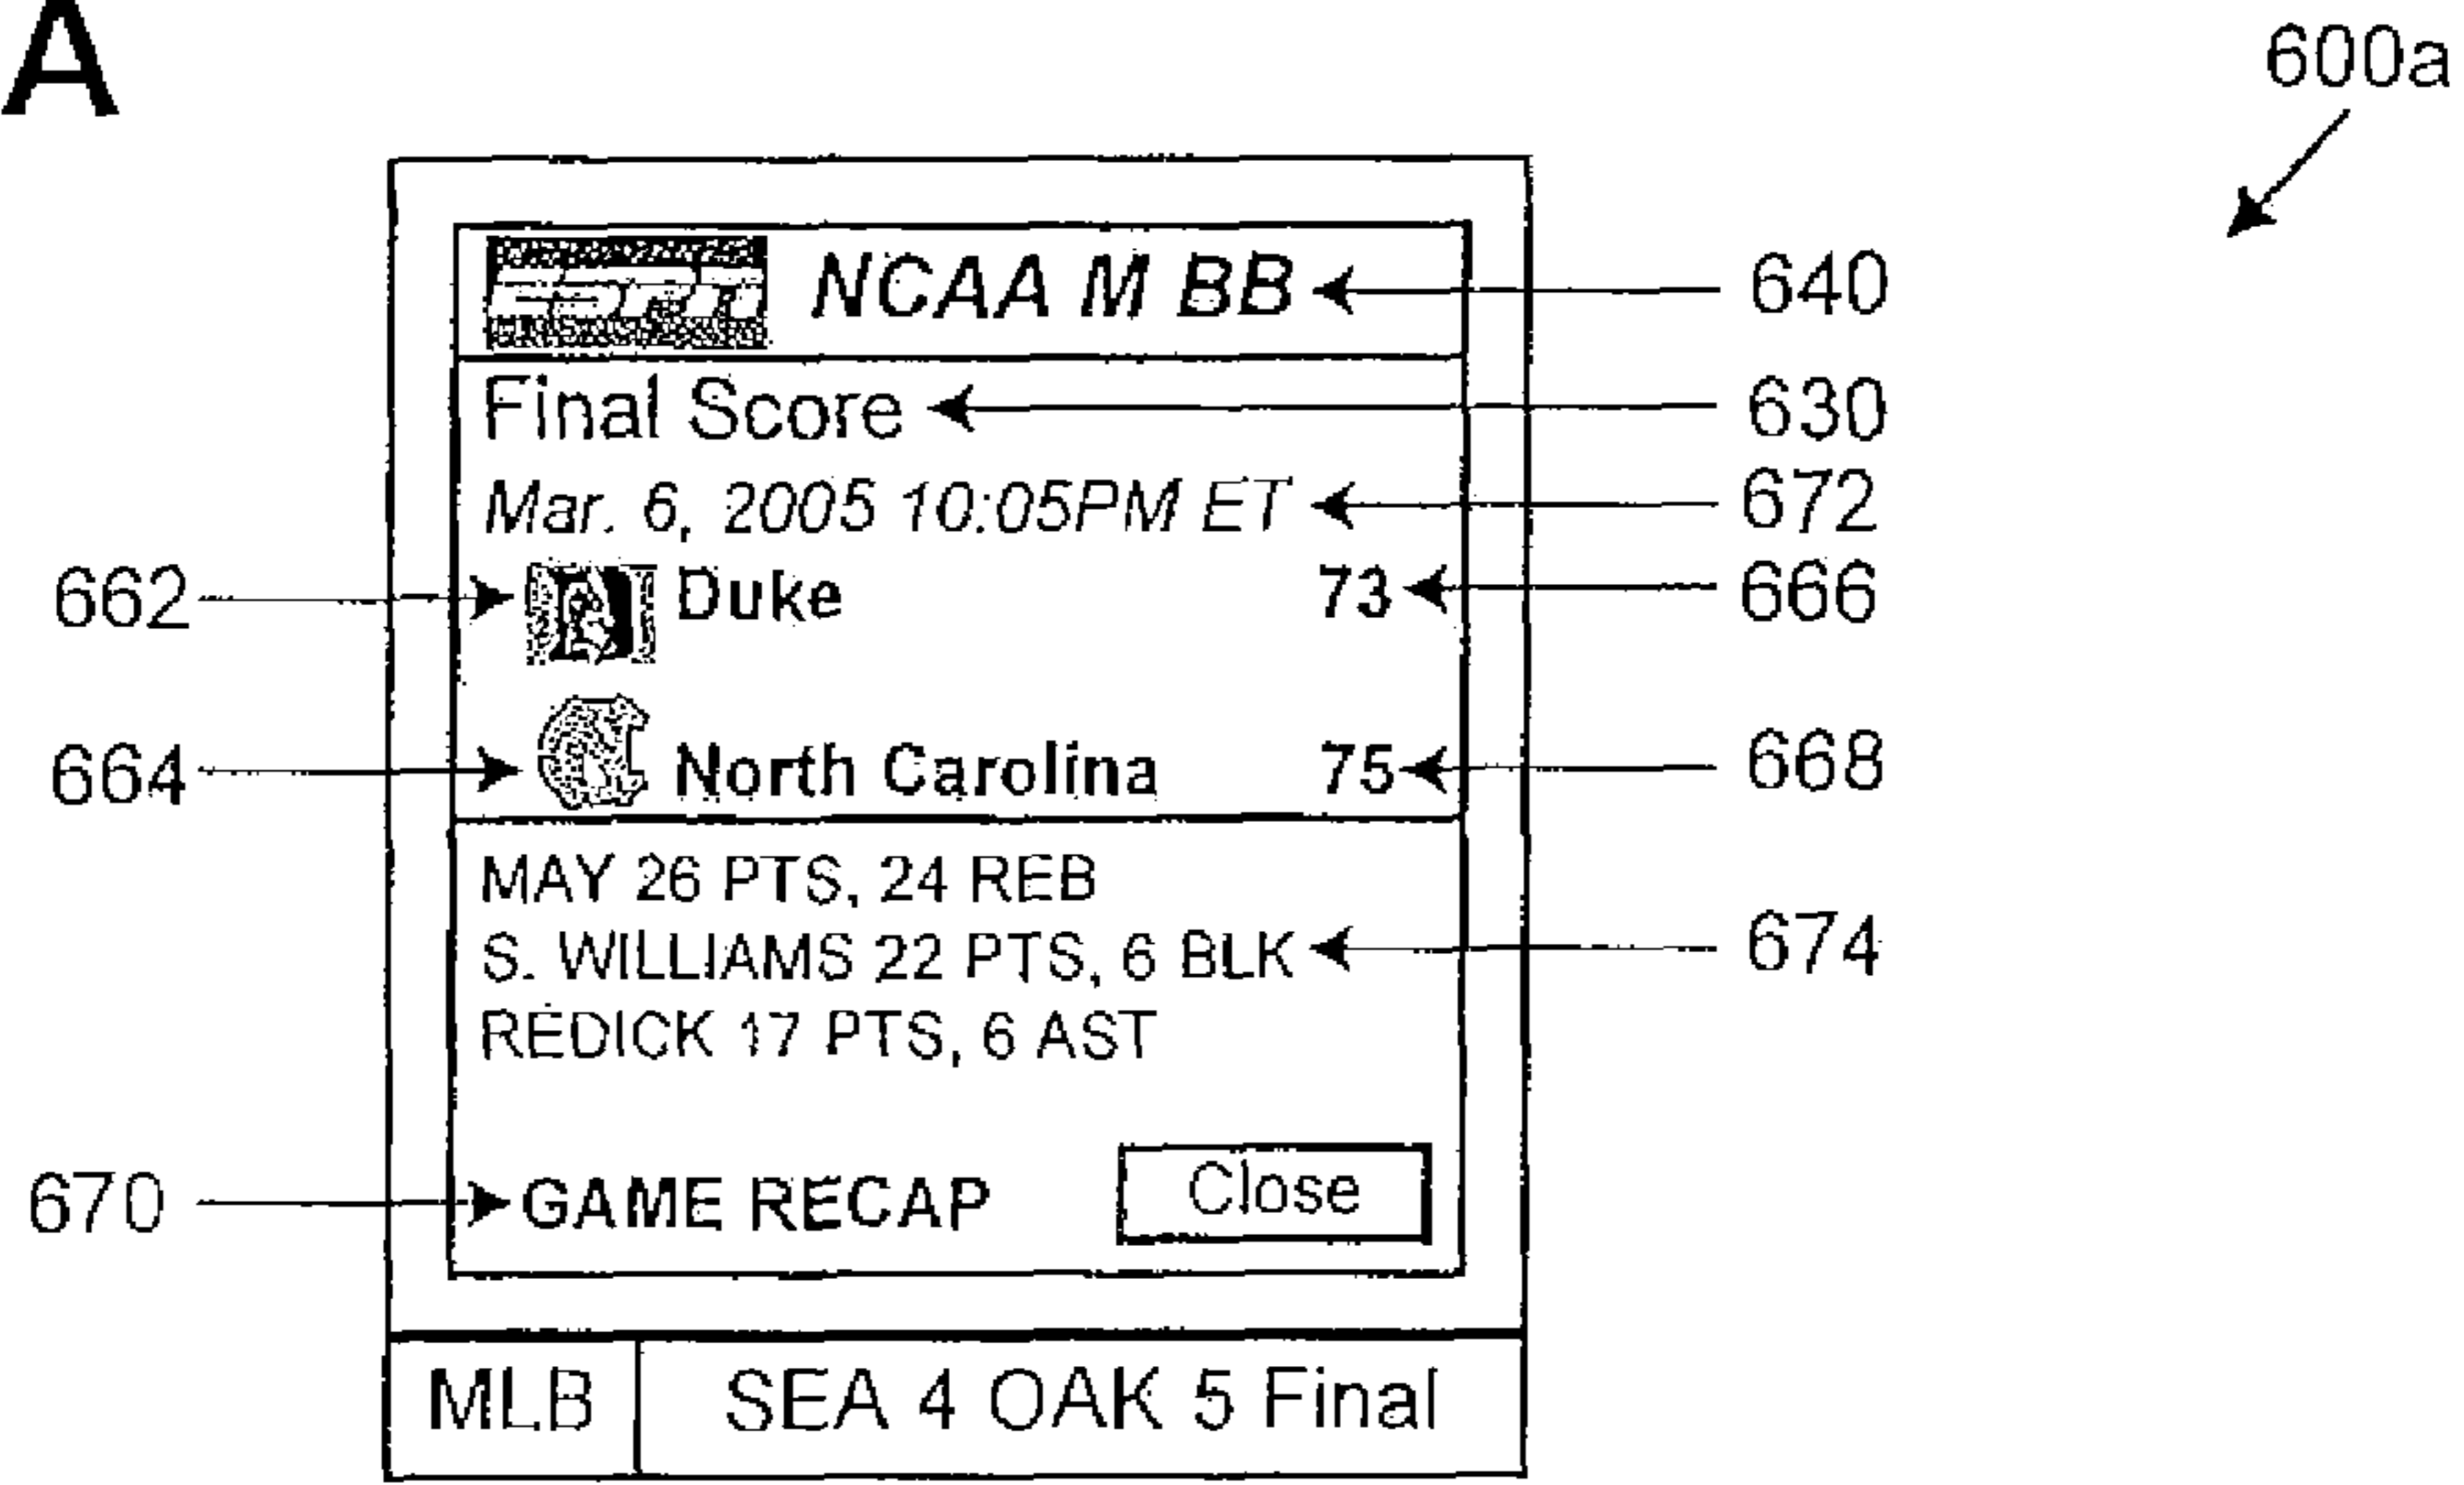 A
600a
NCAA M BB 640
Final Score 630
Mar. 6, 2005 10:05PM ET 672
662 Duke 73 666
664 North Carolina 75 668
MAY 26 PTS, 24 REB
S. WILLIAMS 22 PTS, 6 BLK 674
REDICK 17 PTS, 6 AST
670 GAME RECAP Close
MLB SEA 4 OAK 5 Final